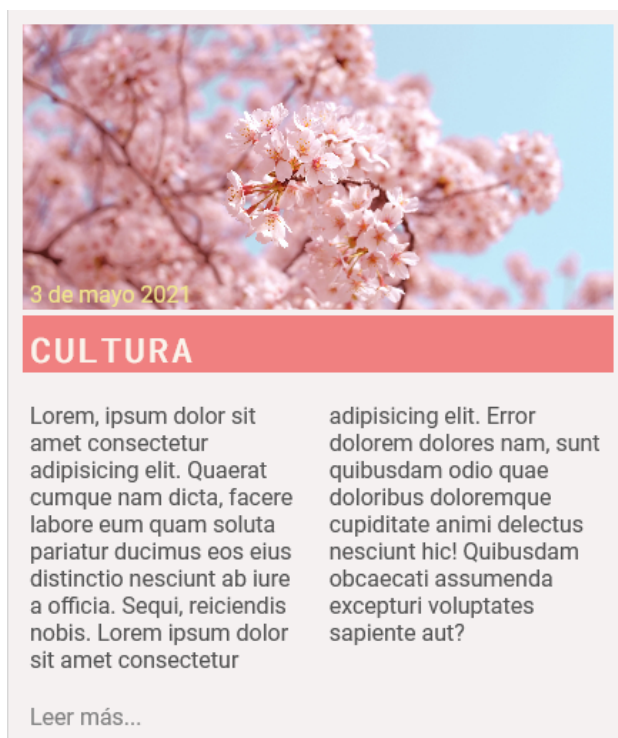 3 de mayo 2021
CULTURA
Lorem, ipsum dolor sit
amet consectetur
adipisicing elit. Quaerat
cumque nam dicta, facere
labore eum quam soluta
pariatur ducimus eos eius
distinctio nesciunt ab iure
a officia. Sequi, reiciendis
nobis. Lorem ipsum dolor
sit amet consectetur
adipisicing elit. Error
dolorem dolores nam, sunt
quibusdam odio quae
doloribus doloremque
cupiditate animi delectus
nesciunt hic! Quibusdam
obcaecati assumenda
excepturi voluptates
sapiente aut?
Leer más...